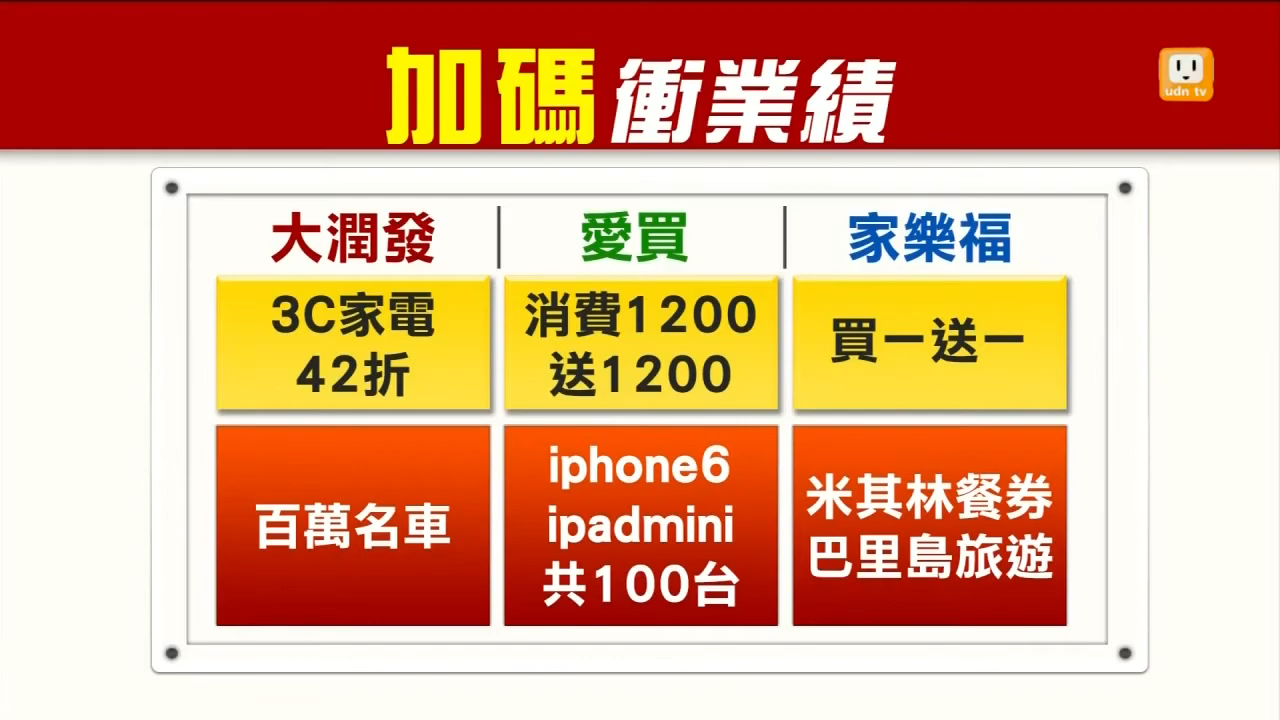 加碼衝業績
udn tv
大潤發
愛買
家樂福
3C家電
42折
消費1200
送1200
買一送一
百萬名車
iphone6
ipadmini
共100台
米其林餐券
巴里島旅遊